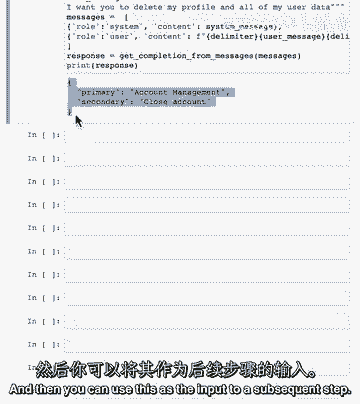 I want you to delete my profile and all of my user data"""
messages = [
{'role':'system', 'content': system_message},
{'role':'user', 'content': f"{delimiter}{user_message}{deli
]
response = get_completion_from_messages(messages)
print(response)
{
"primary": "Account Management",
"secondary": "Close account"
}
In [ ]:
In [ ]:
In [ ]:
In [ ]:
In [ ]:
In [ ]:
In [ ]:
In [ ]:
In [ ]:
In [ ]:
In [ ]:
然后你可以将其作为后续步骤的输入。
And then you can use this as the input to a subsequent step.